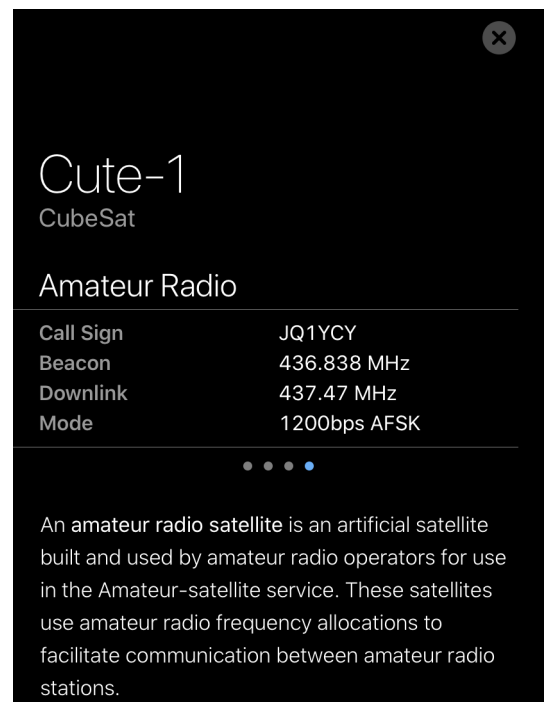 Cute-1
CubeSat
Amateur Radio
Call Sign JQ1YCY
Beacon 436.838 MHz
Downlink 437.47 MHz
Mode 1200bps AFSK
An amateur radio satellite is an artificial satellite
built and used by amateur radio operators for use
in the Amateur-satellite service. These satellites
use amateur radio frequency allocations to
facilitate communication between amateur radio
stations.